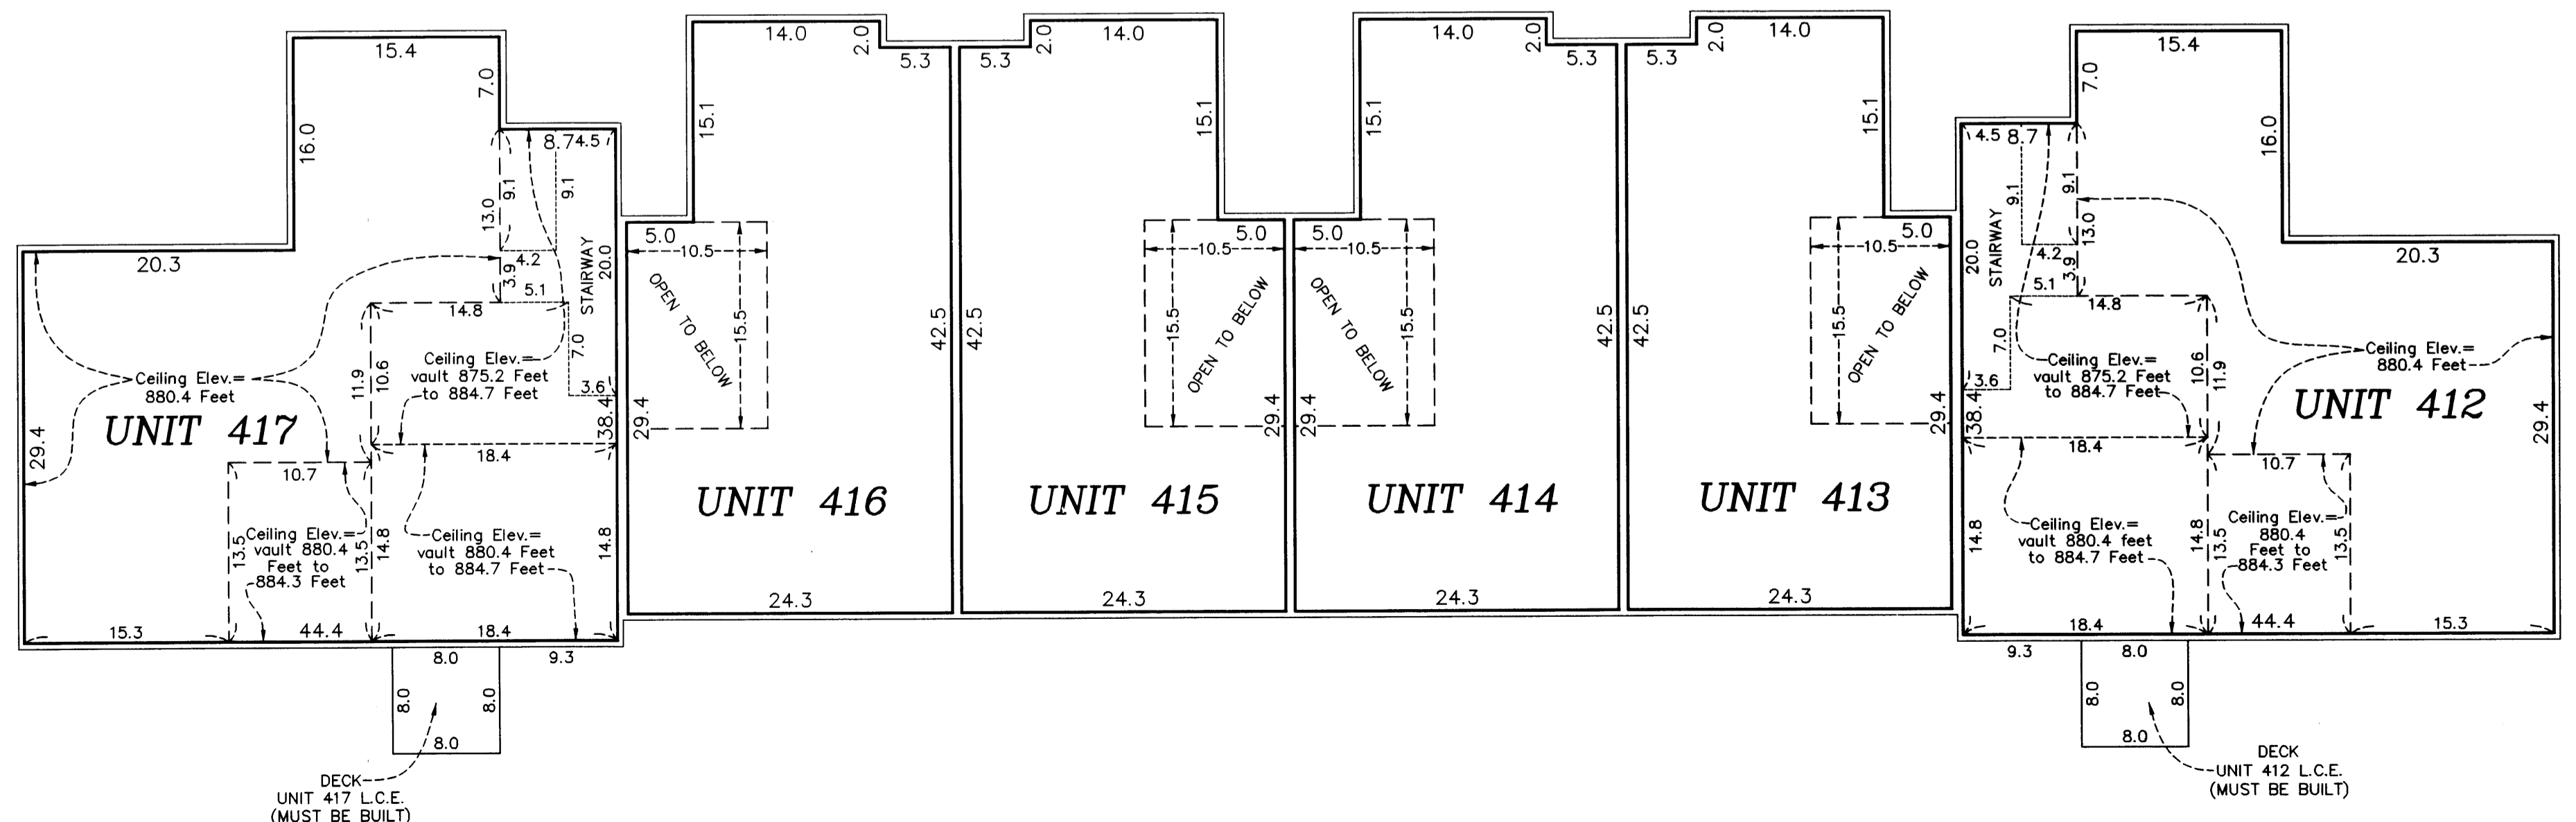 15.4
7.0
16.0
20.3
29.4
8.7
4.5
9.1
9.1
13.0
4.2
3.9
5.1
STAIRWAY
20.0
14.8
7.0
3.6
11.9
10.6
38.4
Ceiling Elev.=
vault 875.2 Feet
to 884.7 Feet
Ceiling Elev.=
880.4 Feet
UNIT 417
18.4
10.7
Ceiling Elev.=
vault 880.4
Feet to
884.3 Feet
13.5
13.5
14.8
Ceiling Elev.=
vault 880.4 Feet
to 884.7 Feet
14.8
15.3
44.4
18.4
8.0
9.3
8.0
8.0
8.0
DECK
UNIT 417 L.C.E.
(MUST BE BUILT)
14.0
2.0
5.3
15.1
5.0
10.5
OPEN TO BELOW
15.5
29.4
42.5
UNIT 416
24.3
5.3
2.0
14.0
15.1
5.0
10.5
15.5
OPEN TO BELOW
42.5
29.4
UNIT 415
24.3
14.0
2.0
5.3
15.1
5.0
10.5
OPEN TO BELOW
15.5
29.4
42.5
UNIT 414
24.3
5.3
2.0
14.0
15.1
5.0
10.5
15.5
OPEN TO BELOW
42.5
29.4
UNIT 413
24.3
15.4
7.0
16.0
20.3
4.5
8.7
9.1
9.1
13.0
4.2
3.9
5.1
STAIRWAY
20.0
14.8
7.0
3.6
10.6
11.9
38.4
Ceiling Elev.=
vault 875.2 Feet
to 884.7 Feet
Ceiling Elev.=
880.4 Feet
UNIT 412
29.4
18.4
10.7
14.8
Ceiling Elev.=
vault 880.4 feet
to 884.7 Feet
14.8
13.5
Ceiling Elev.=
880.4
Feet to
884.3 Feet
13.5
18.4
44.4
15.3
9.3
8.0
8.0
8.0
8.0
DECK
UNIT 412 L.C.E.
(MUST BE BUILT)